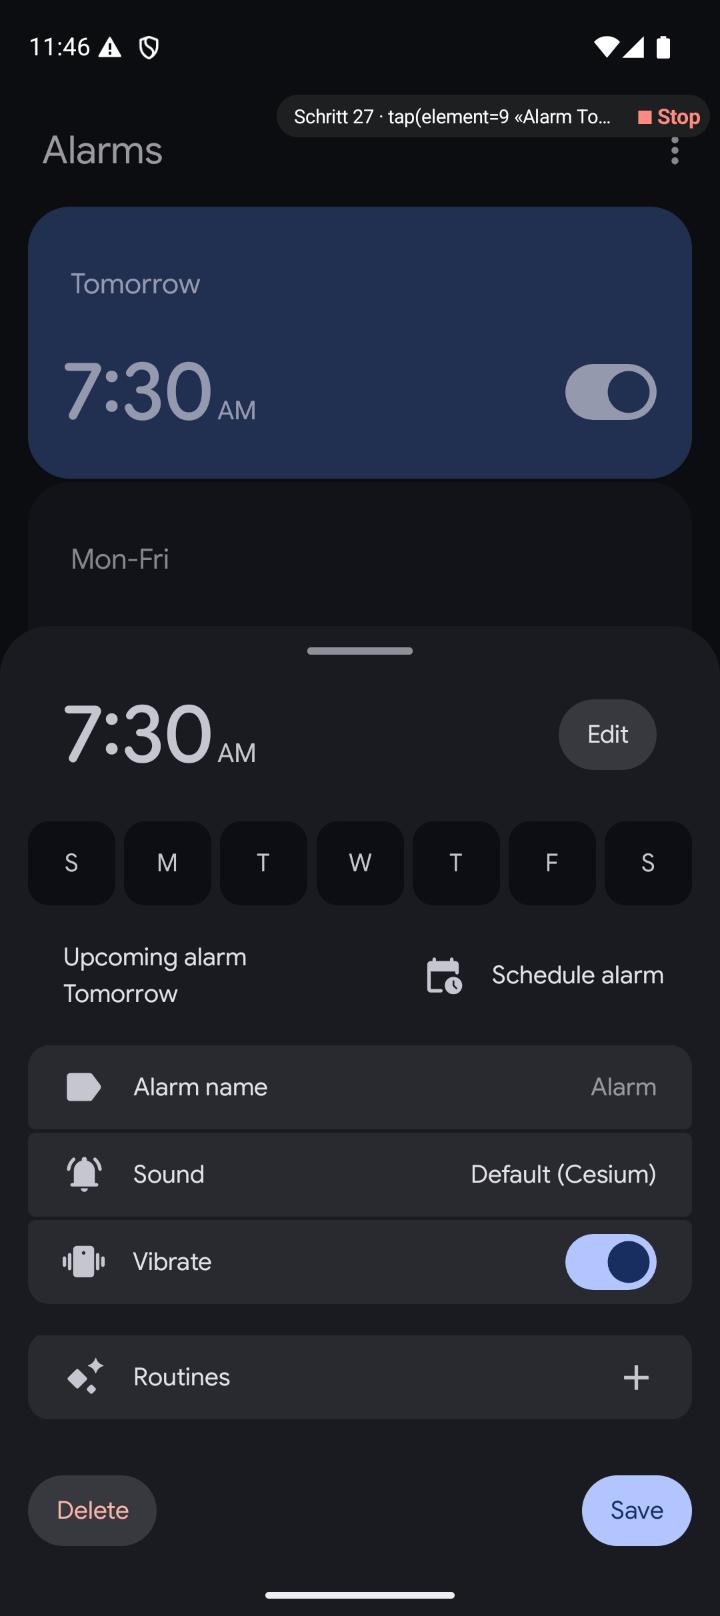 11:46
Schritt 27 · tap(element=9 «Alarm To... Stop
Alarms
Tomorrow
7:30 AM
Mon-Fri
7:30 AM Edit
S M T W T F S
Upcoming alarm
Tomorrow
Schedule alarm
Alarm name Alarm
Sound Default (Cesium)
Vibrate
Routines
Delete Save